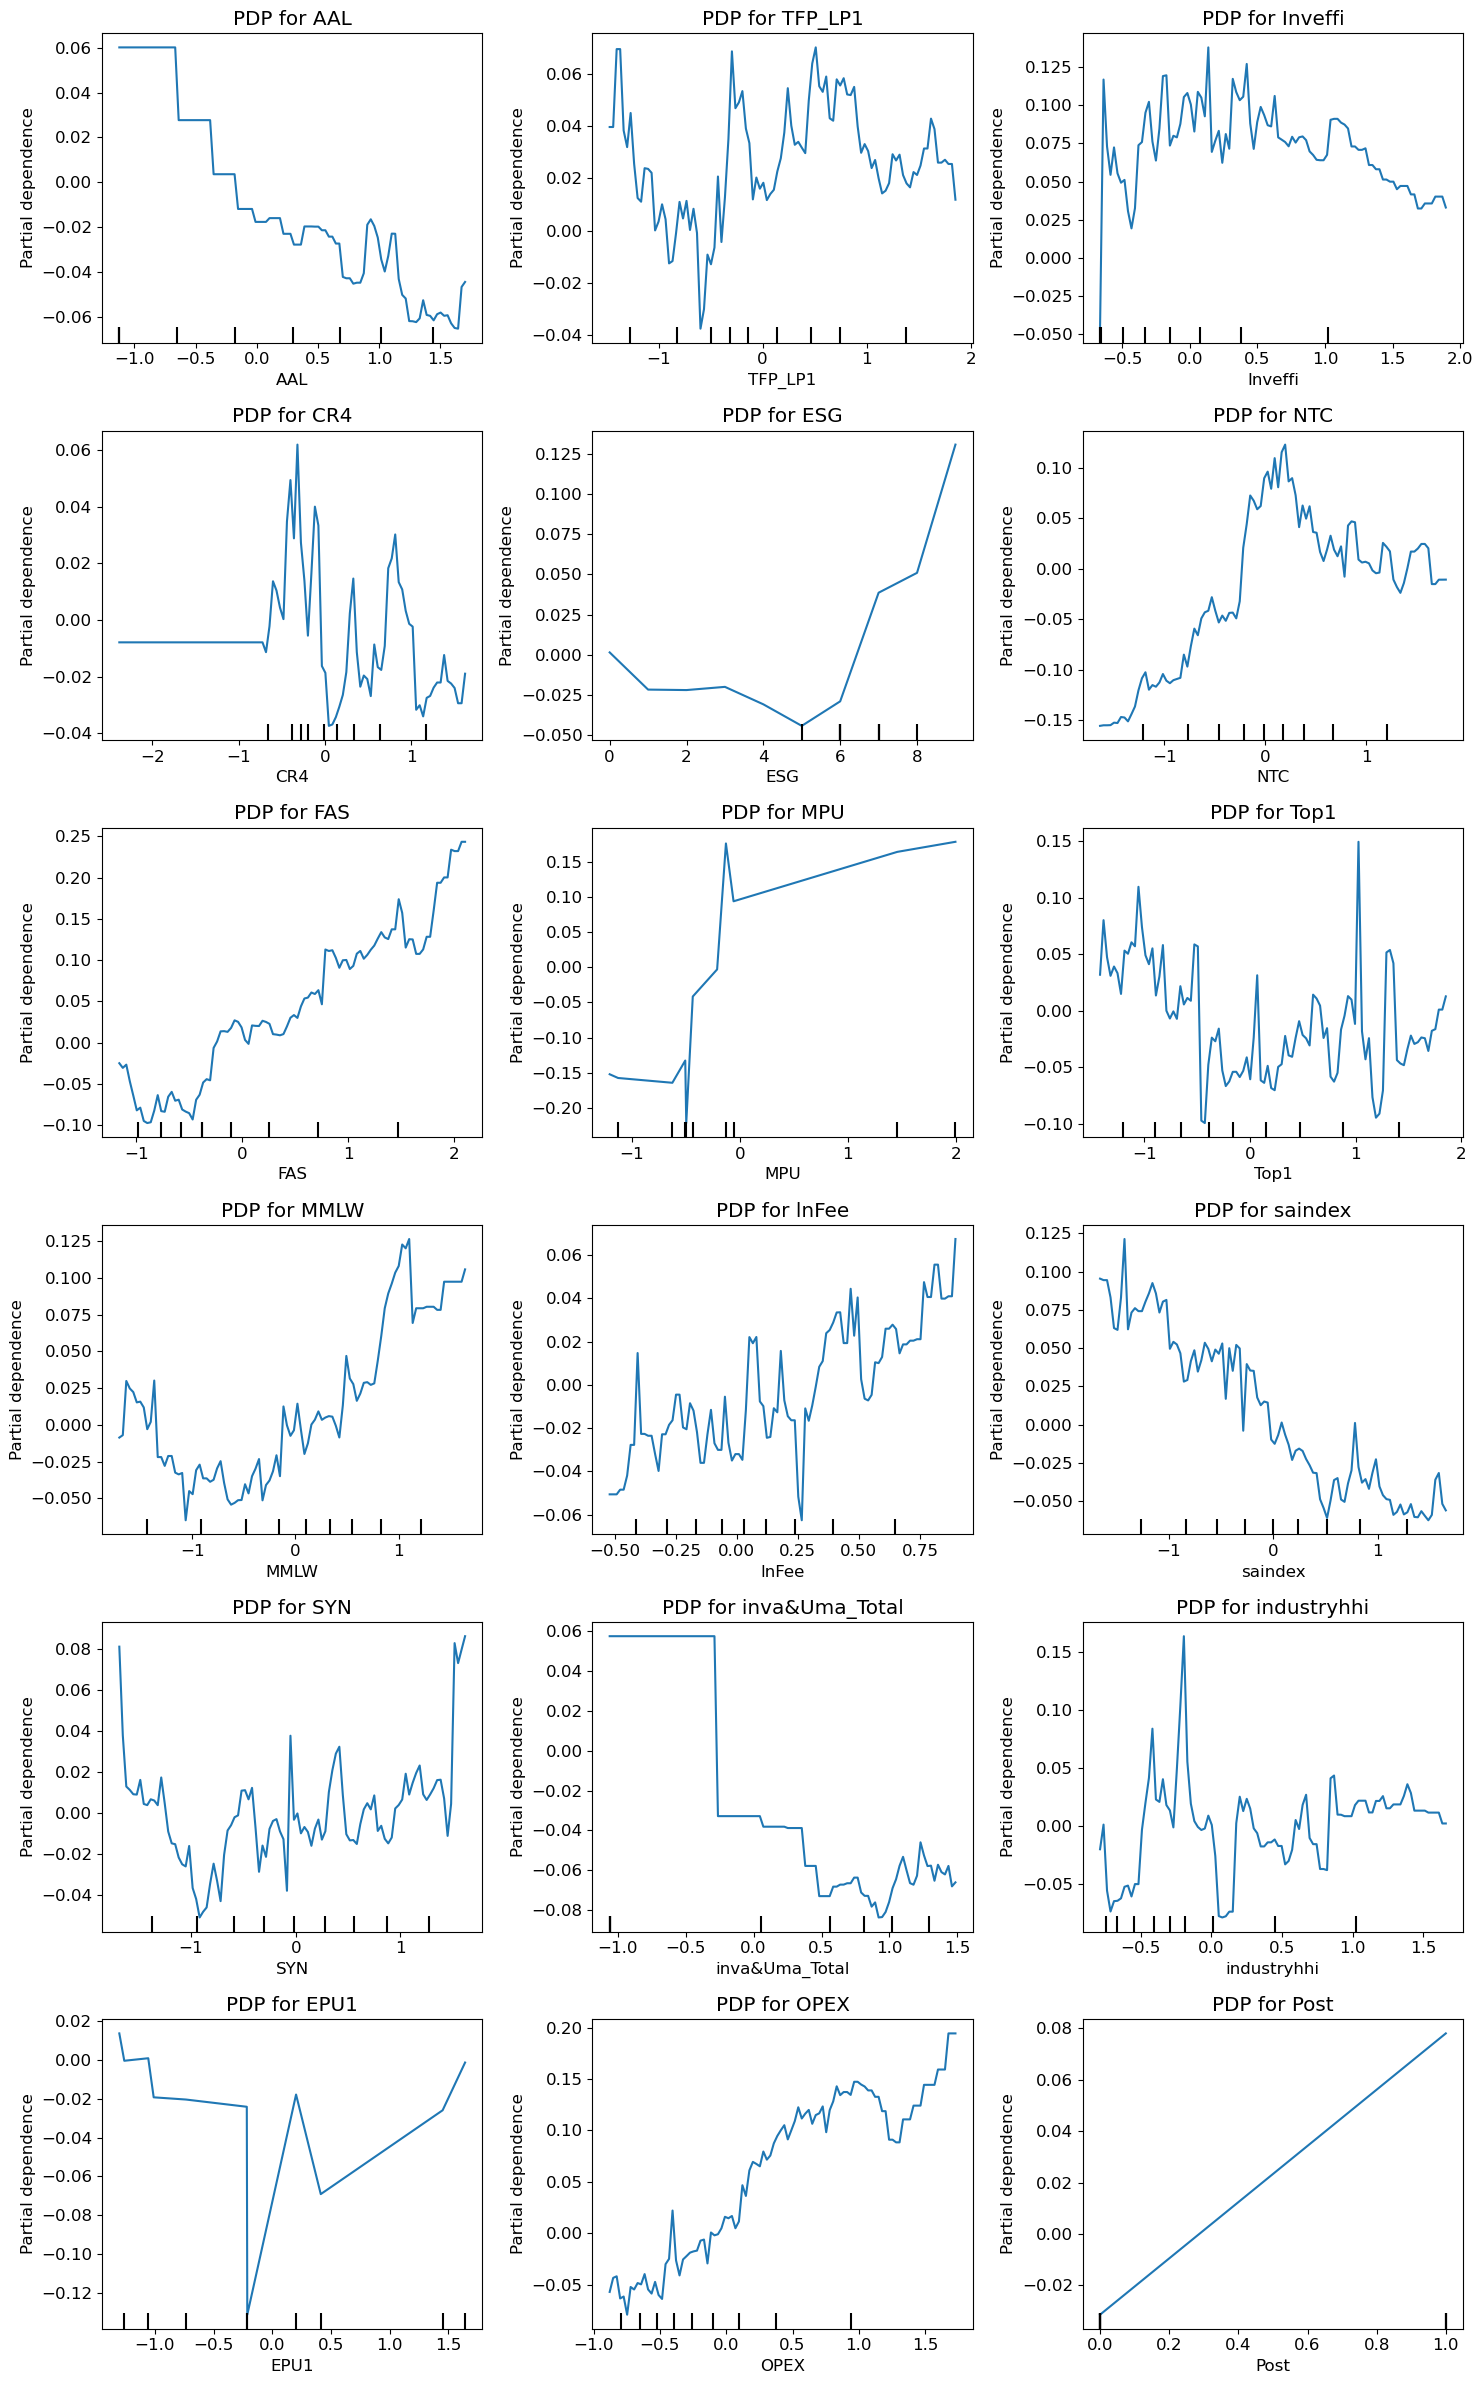 PDP for AAL
0.06
0.04
0.02
0.00
−0.02
−0.04
−0.06
Partial dependence
−1.0 −0.5 0.0 0.5 1.0 1.5
AAL
PDP for TFP_LP1
0.06
0.04
0.02
0.00
−0.02
−0.04
Partial dependence
−1 0 1 2
TFP_LP1
PDP for Inveffi
0.125
0.100
0.075
0.050
0.025
0.000
−0.025
−0.050
Partial dependence
−0.5 0.0 0.5 1.0 1.5 2.0
Inveffi
PDP for CR4
0.06
0.04
0.02
0.00
−0.02
−0.04
Partial dependence
−2 −1 0 1
CR4
PDP for ESG
0.125
0.100
0.075
0.050
0.025
0.000
−0.025
−0.050
Partial dependence
0 2 4 6 8
ESG
PDP for NTC
0.10
0.05
0.00
−0.05
−0.10
−0.15
Partial dependence
−1 0 1
NTC
PDP for FAS
0.25
0.20
0.15
0.10
0.05
0.00
−0.05
−0.10
Partial dependence
−1 0 1 2
FAS
PDP for MPU
0.15
0.10
0.05
0.00
−0.05
−0.10
−0.15
−0.20
Partial dependence
−1 0 1 2
MPU
PDP for Top1
0.15
0.10
0.05
0.00
−0.05
−0.10
Partial dependence
−1 0 1 2
Top1
PDP for MMLW
0.125
0.100
0.075
0.050
0.025
0.000
−0.025
−0.050
Partial dependence
−1 0 1
MMLW
PDP for lnFee
0.06
0.04
0.02
0.00
−0.02
−0.04
−0.06
Partial dependence
−0.50 −0.25 0.00 0.25 0.50 0.75
lnFee
PDP for saindex
0.125
0.100
0.075
0.050
0.025
0.000
−0.025
−0.050
Partial dependence
−1 0 1
saindex
PDP for SYN
0.08
0.06
0.04
0.02
0.00
−0.02
−0.04
Partial dependence
−1 0 1
SYN
PDP for inva&Uma_Total
0.06
0.04
0.02
0.00
−0.02
−0.04
−0.06
−0.08
Partial dependence
−1.0 −0.5 0.0 0.5 1.0 1.5
inva&Uma_Total
PDP for industryhhi
0.15
0.10
0.05
0.00
−0.05
Partial dependence
−0.5 0.0 0.5 1.0 1.5
industryhhi
PDP for EPU1
0.02
0.00
−0.02
−0.04
−0.06
−0.08
−0.10
−0.12
Partial dependence
−1.0 −0.5 0.0 0.5 1.0 1.5
EPU1
PDP for OPEX
0.20
0.15
0.10
0.05
0.00
−0.05
Partial dependence
−1.0 −0.5 0.0 0.5 1.0 1.5
OPEX
PDP for Post
0.08
0.06
0.04
0.02
0.00
−0.02
Partial dependence
0.0 0.2 0.4 0.6 0.8 1.0
Post